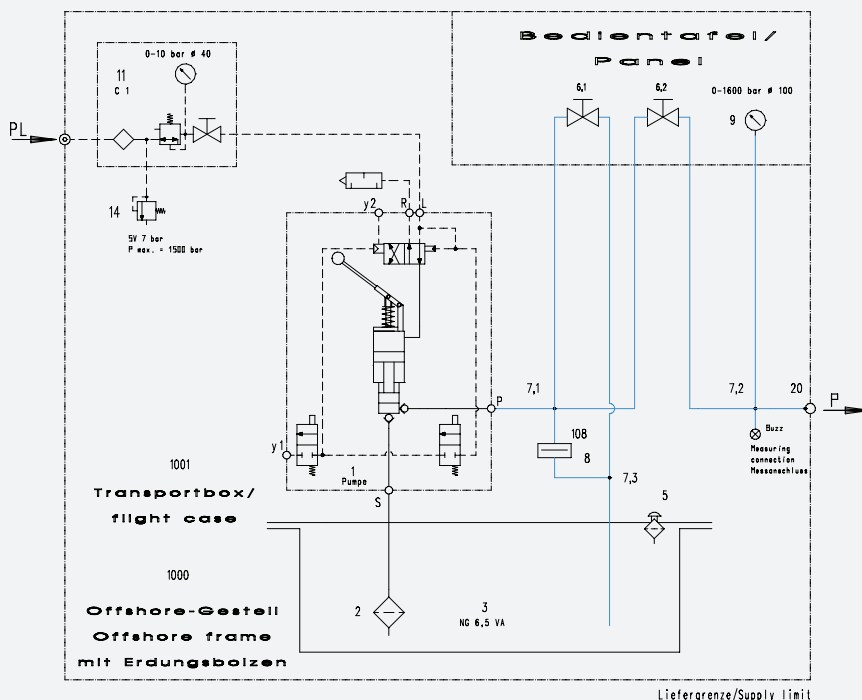 Bedientafel/
Panel
0-10 bar ø 40
11
C 1
6,1
6,2
0-1600 bar ø 100
9
PL
14
SV 7 bar
P max. = 1500 bar
y2
R
L
7,1
7,2
20
P
P
Buzz
Measuring
connection
Messanschluss
108
8
7,3
y1
1
Pumpe
S
5
1001
Transportbox/
flight case
1000
Offshore-Gestell
Offshore frame
mit Erdungsbolzen
2
3
NG 6,5 VA
Liefergrenze/Supply limit